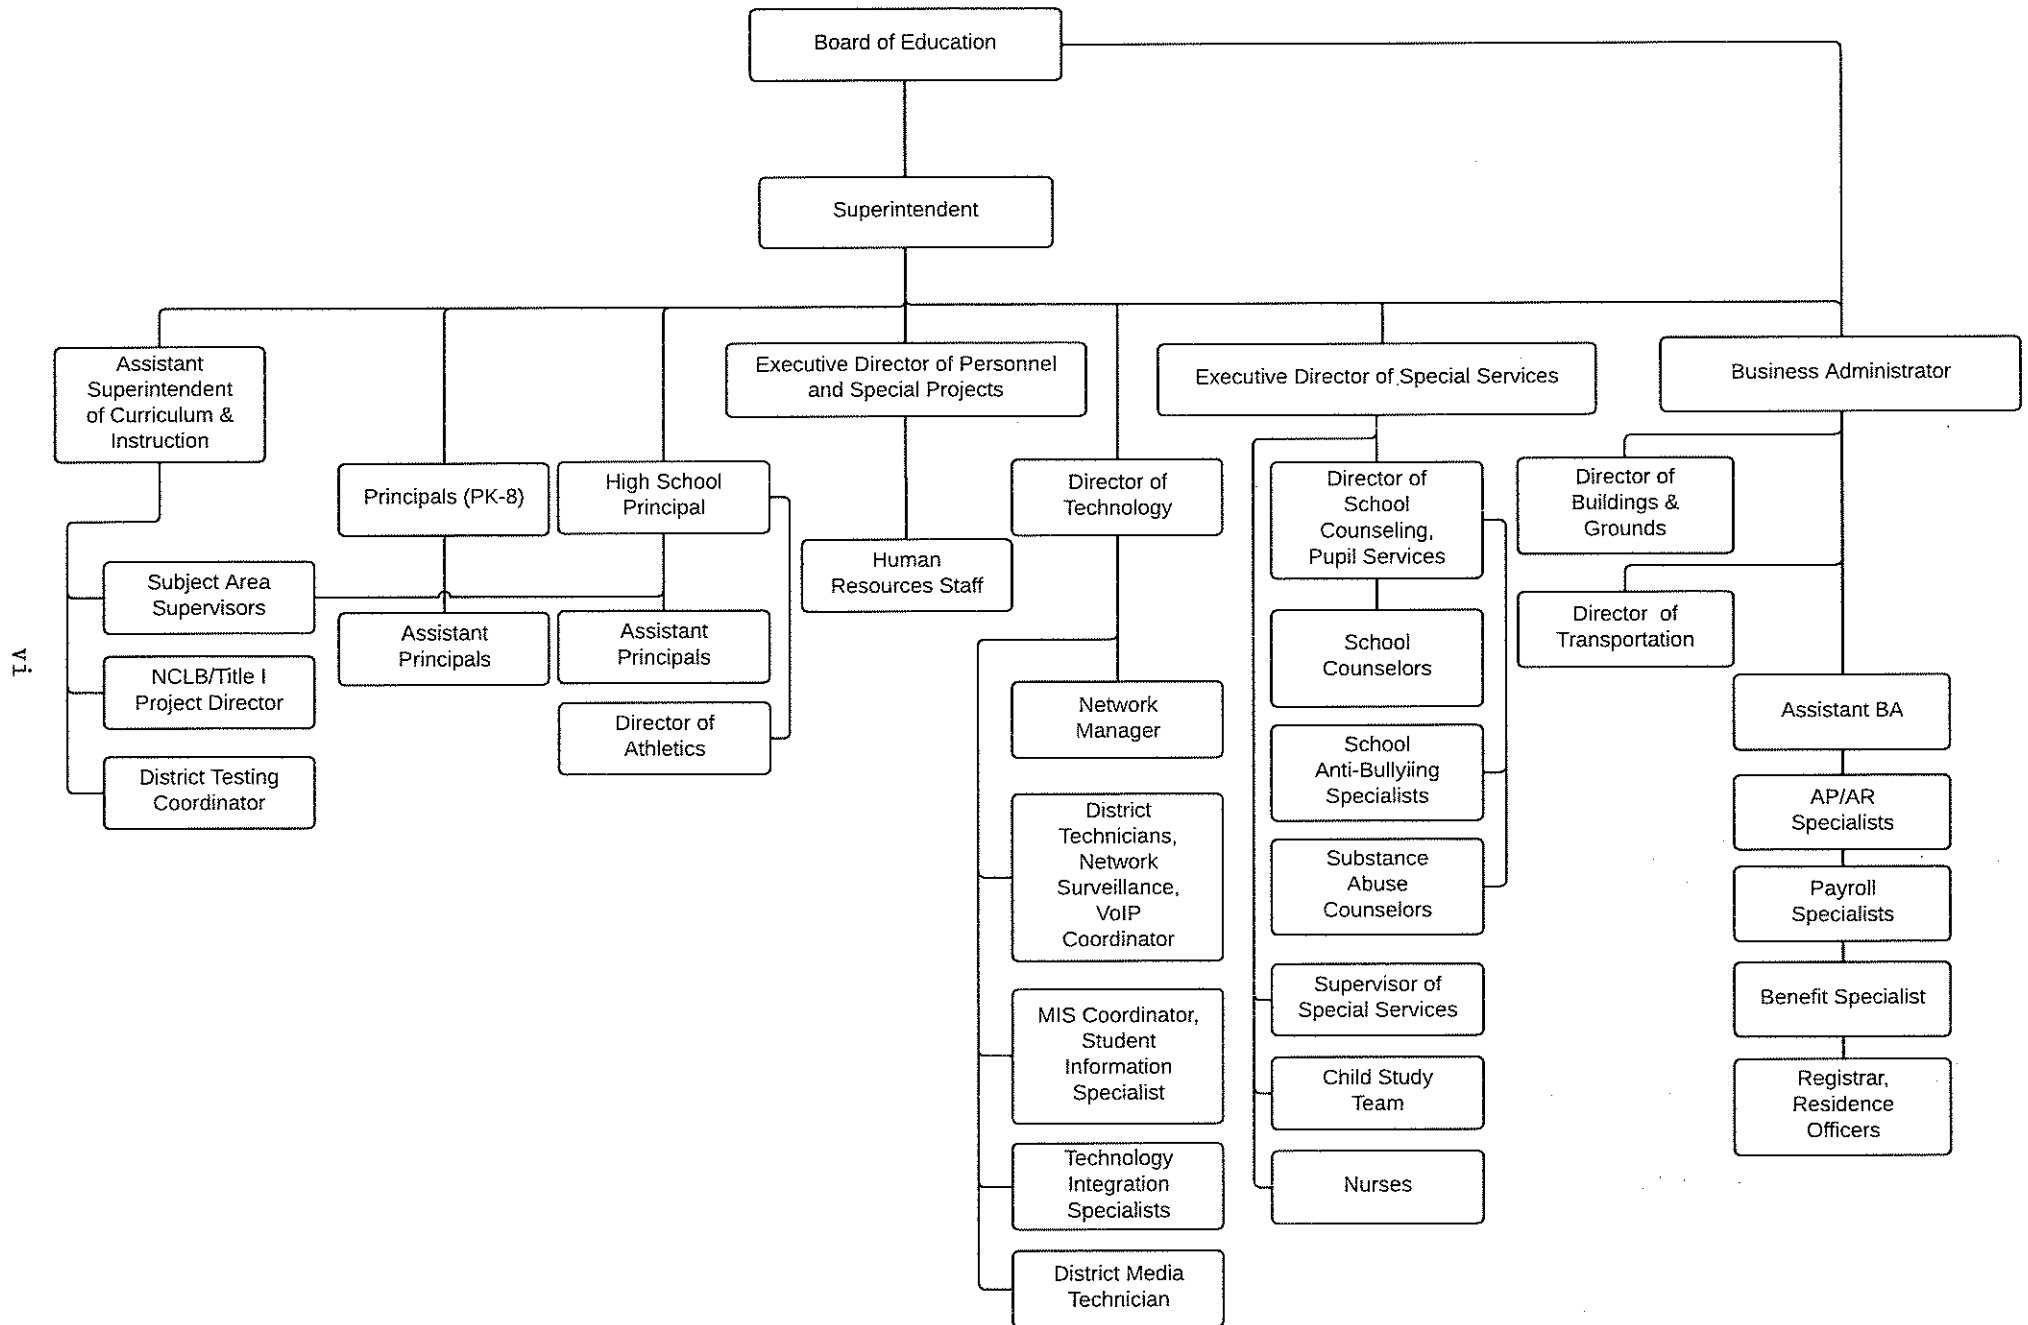 Board of Education
Superintendent
Assistant
Superintendent
of Curriculum &
Instruction
Executive Director of Personnel
and Special Projects
Executive Director of Special Services
Business Administrator
Principals (PK-8)
High School
Principal
Director of
Technology
Director of
School
Counseling,
Pupil Services
Director of
Buildings &
Grounds
Subject Area
Supervisors
Human
Resources Staff
Assistant
Principals
Assistant
Principals
School
Counselors
Director of
Transportation
NCLB/Title I
Project Director
Director of
Athletics
Network
Manager
School
Anti-Bullyiing
Specialists
Assistant BA
District Testing
Coordinator
District
Technicians,
Network
Surveillance,
VoIP
Coordinator
Substance
Abuse
Counselors
AP/AR
Specialists
Payroll
Specialists
MIS Coordinator,
Student
Information
Specialist
Supervisor of
Special Services
Benefit Specialist
Child Study
Team
Registrar,
Residence
Officers
Technology
Integration
Specialists
Nurses
District Media
Technician
vi